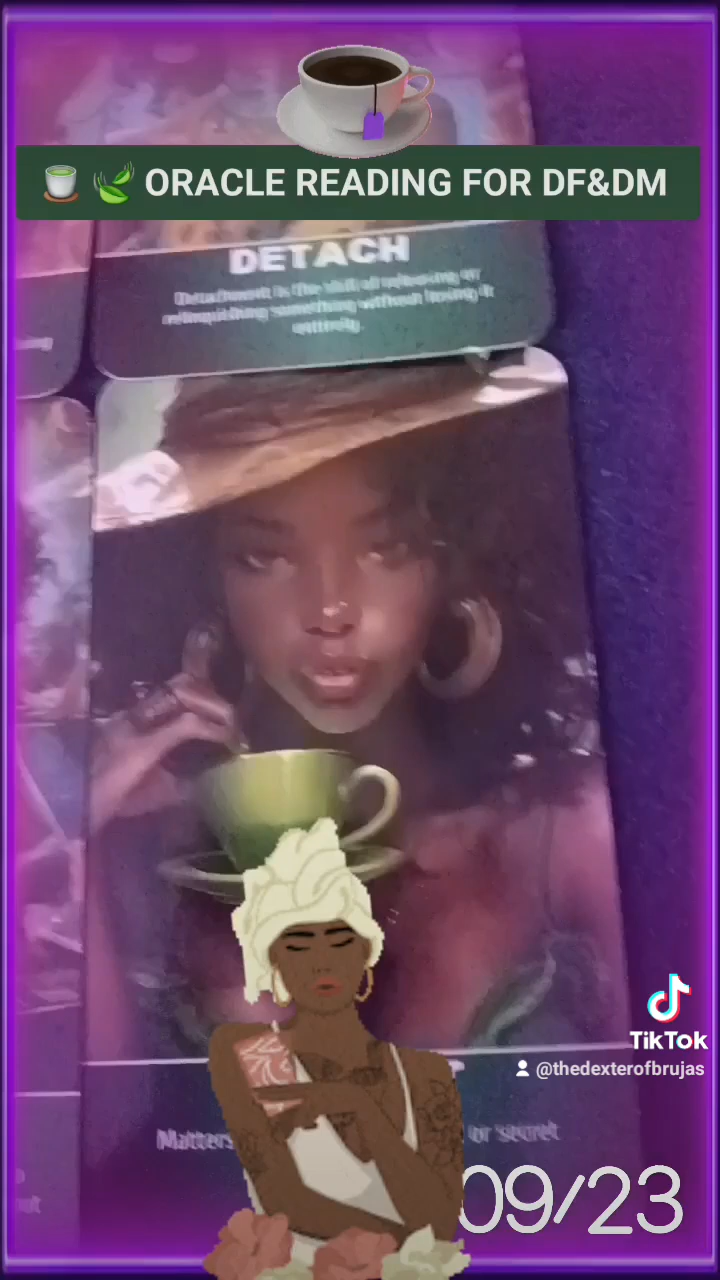 ORACLE READING FOR DF&DM
DETACH
Detachment is the skill of releasing or
relinquishing something without losing it
entirely.
TikTok
@thedexterofbrujas
Matters
or secret
09/23